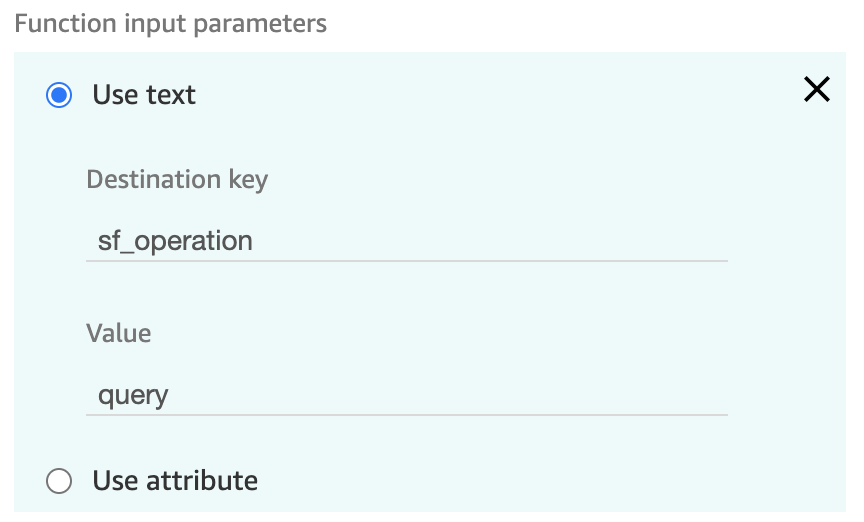 Function input parameters
Use text
Destination key
sf_operation
Value
query
Use attribute